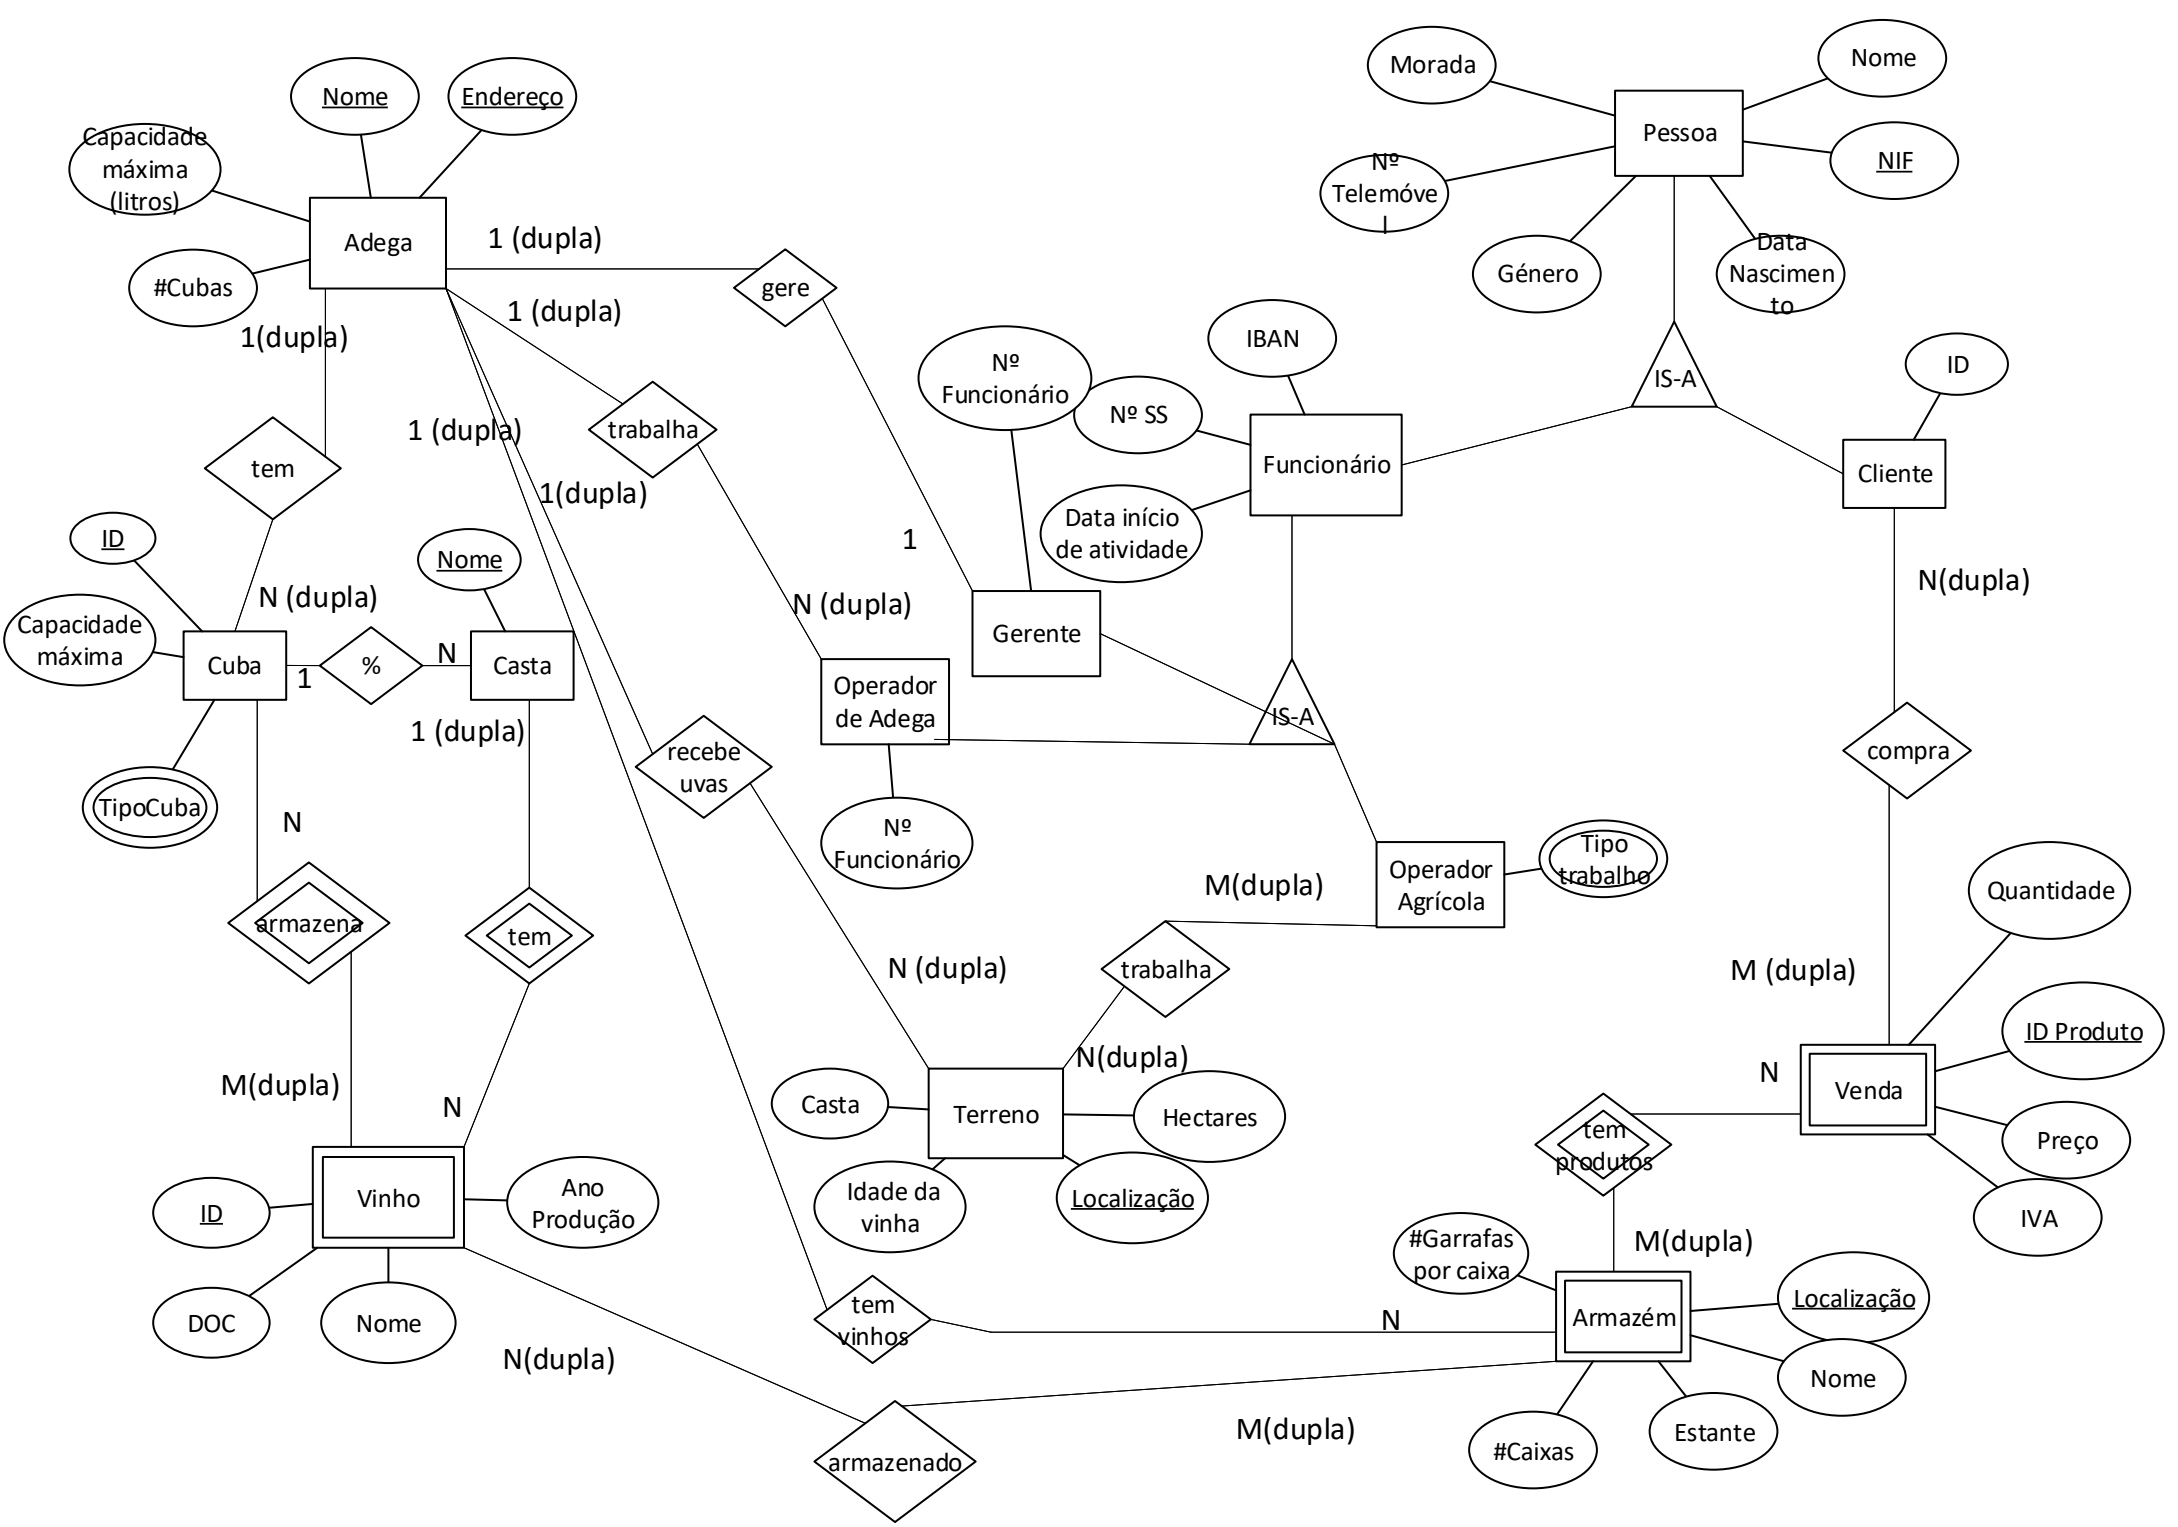 Nome
Morada
Nome
Endereço
Pessoa
Capacidade
máxima
(litros)
NIF
Nº
Telemóve
l
Adega
1 (dupla)
Data
Nascimen
to
Género
#Cubas
gere
1 (dupla)
1(dupla)
IBAN
ID
Nº
Funcionário
IS-A
Nº SS
1 (dupla)
trabalha
tem
Funcionário
Cliente
1(dupla)
Data início
de atividade
ID
1
Nome
N(dupla)
N (dupla)
N (dupla)
Capacidade
máxima
Gerente
Cuba
1
%
N
Casta
Operador
de Adega
IS-A
1 (dupla)
recebe
uvas
compra
TipoCuba
N
Nº
Funcionário
Tipo
trabalho
Operador
Agrícola
M(dupla)
Quantidade
armazena
tem
N (dupla)
trabalha
M (dupla)
ID Produto
N(dupla)
N
Venda
M(dupla)
N
Casta
Terreno
Hectares
tem
produtos
Preço
Vinho
Ano
Produção
ID
Idade da
vinha
Localização
IVA
#Garrafas
por caixa
M(dupla)
DOC
Nome
tem
vinhos
N
Armazém
Localização
N(dupla)
Nome
M(dupla)
Estante
#Caixas
armazenado